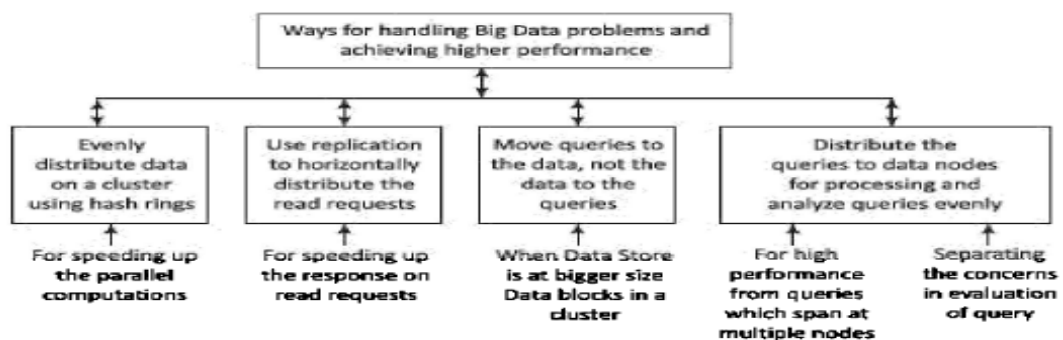 Ways for handling Big Data problems and
achieving higher performance
Evenly
distribute data
on a cluster
using hash rings
Use replication
to horizontally
distribute the
read requests
Move queries to
the data, not the
data to the
queries
Distribute the
queries to data nodes
for processing and
analyze queries evenly
For speeding up
the parallel
computations
For speeding up
the response on
read requests
When Data Store
is at bigger size
Data blocks in a
cluster
For high
performance
from queries
which span at
multiple nodes
Separating
the concerns
in evaluation
of query